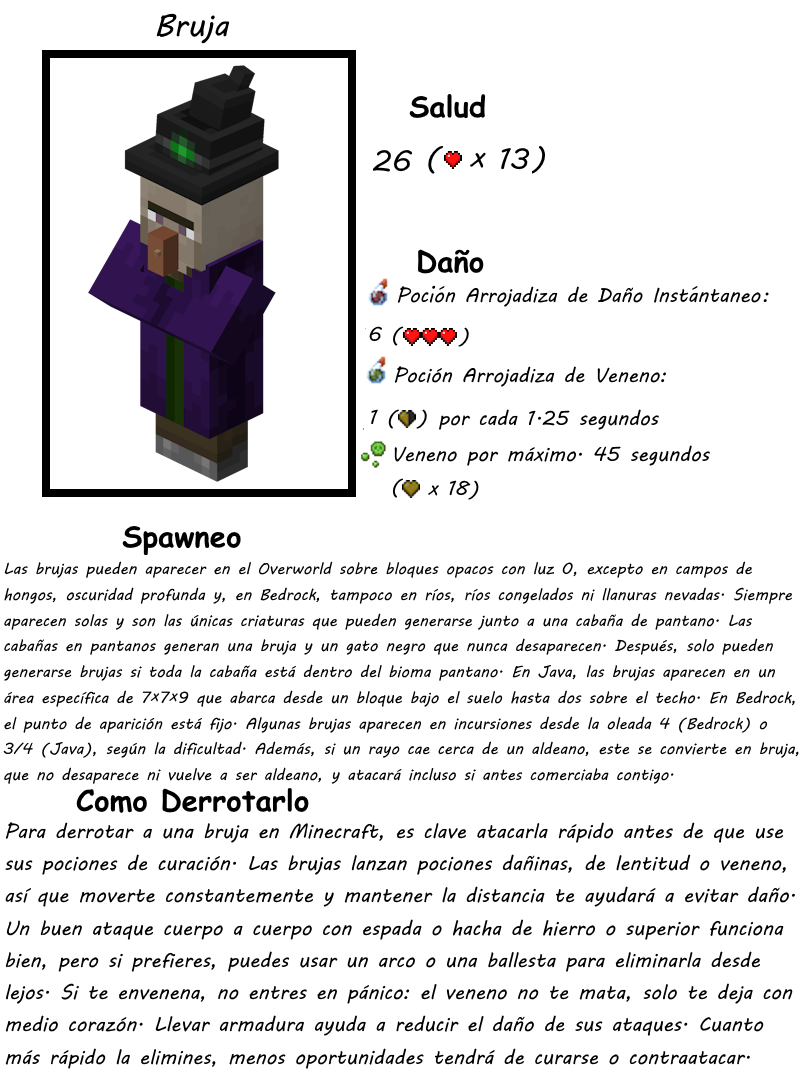 Bruja
Salud
26 ( x 13)
Daño
Poción Arrojadiza de Daño Instántaneo:
6 ( )
Poción Arrojadiza de Veneno:
1 ( ) por cada 1.25 segundos
Veneno por máximo. 45 segundos
( x 18)
Spawneo
Las brujas pueden aparecer en el Overworld sobre bloques opacos con luz 0, excepto en campos de
hongos, oscuridad profunda y, en Bedrock, tampoco en ríos, ríos congelados ni llanuras nevadas. Siempre
aparecen solas y son las únicas criaturas que pueden generarse junto a una cabaña de pantano. Las
cabañas en pantanos generan una bruja y un gato negro que nunca desaparecen. Después, solo pueden
generarse brujas si toda la cabaña está dentro del bioma pantano. En Java, las brujas aparecen en un
área específica de 7x7x9 que abarca desde un bloque bajo el suelo hasta dos sobre el techo. En Bedrock,
el punto de aparición está fijo. Algunas brujas aparecen en incursiones desde la oleada 4 (Bedrock) o
3/4 (Java), según la dificultad. Además, si un rayo cae cerca de un aldeano, este se convierte en bruja,
que no desaparece ni vuelve a ser aldeano, y atacará incluso si antes comerciaba contigo.
Como Derrotarlo
Para derrotar a una bruja en Minecraft, es clave atacarla rápido antes de que use
sus pociones de curación. Las brujas lanzan pociones dañinas, de lentitud o veneno,
así que moverte constantemente y mantener la distancia te ayudará a evitar daño.
Un buen ataque cuerpo a cuerpo con espada o hacha de hierro o superior funciona
bien, pero si prefieres, puedes usar un arco o una ballesta para eliminarla desde
lejos. Si te envenena, no entres en pánico: el veneno no te mata, solo te deja con
medio corazón. Llevar armadura ayuda a reducir el daño de sus ataques. Cuanto
más rápido la elimines, menos oportunidades tendrá de curarse o contraatacar.